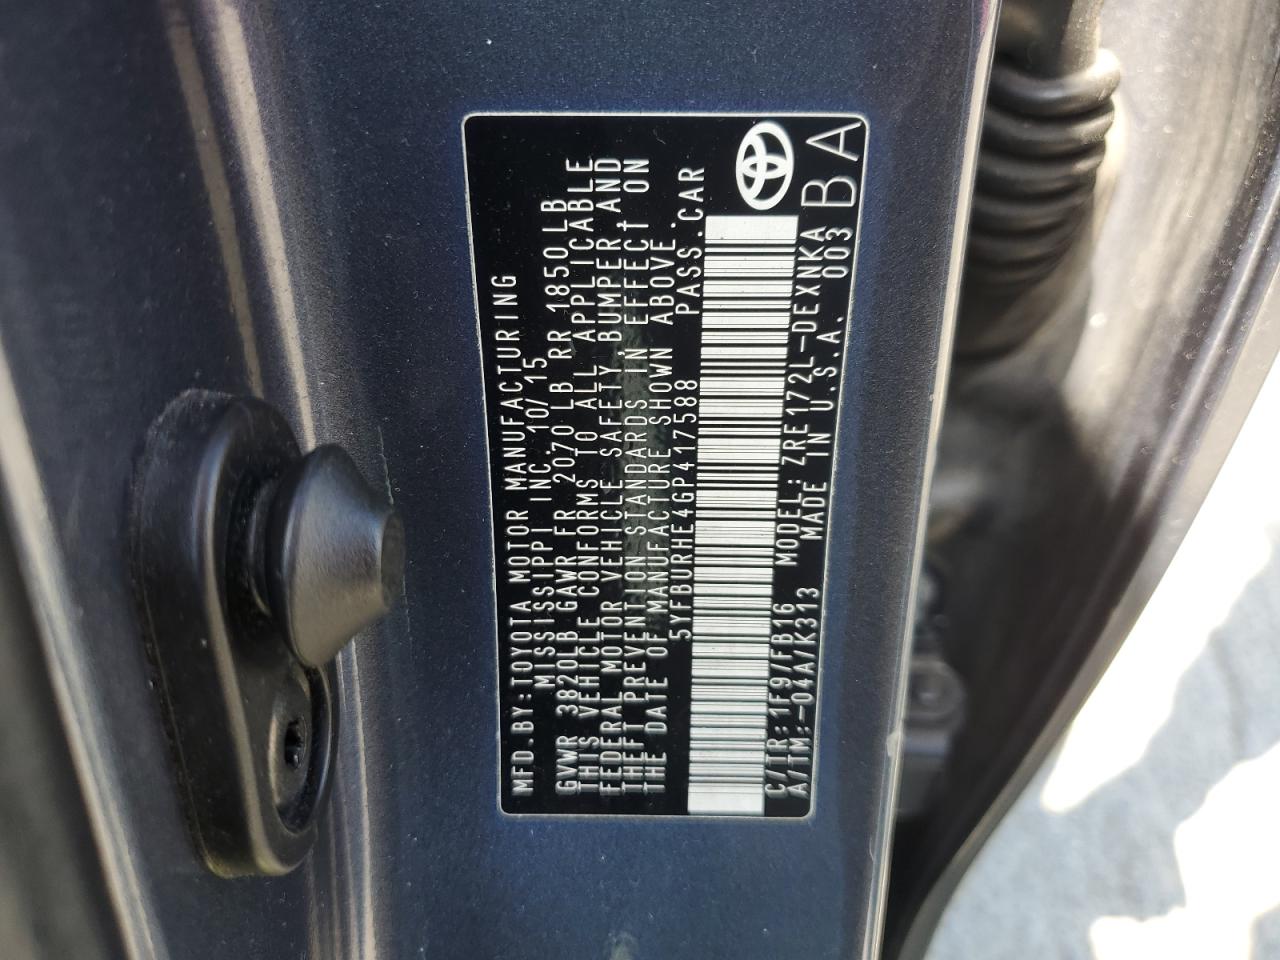 MFD. BY: TOYOTA MOTOR MANUFACTURING
MISSISSIPPI INC. 10/15
GVWR 3820LB GAWR FR 2070 LB RR 1850 LB
THIS VEHICLE CONFORMS TO ALL APPLICABLE
FEDERAL MOTOR VEHICLE SAFETY, BUMPER, AND
THEFT PREVENTION STANDARDS IN EFFECT ON
THE DATE OF MANUFACTURE SHOWN ABOVE.
5YFBURHE4GP417588 PASS. CAR
C/TR: 1F9/FB16 MODEL: ZRE172L-DEXNKA
A/TM: -04A/K313 MADE IN U.S.A. 003
BA